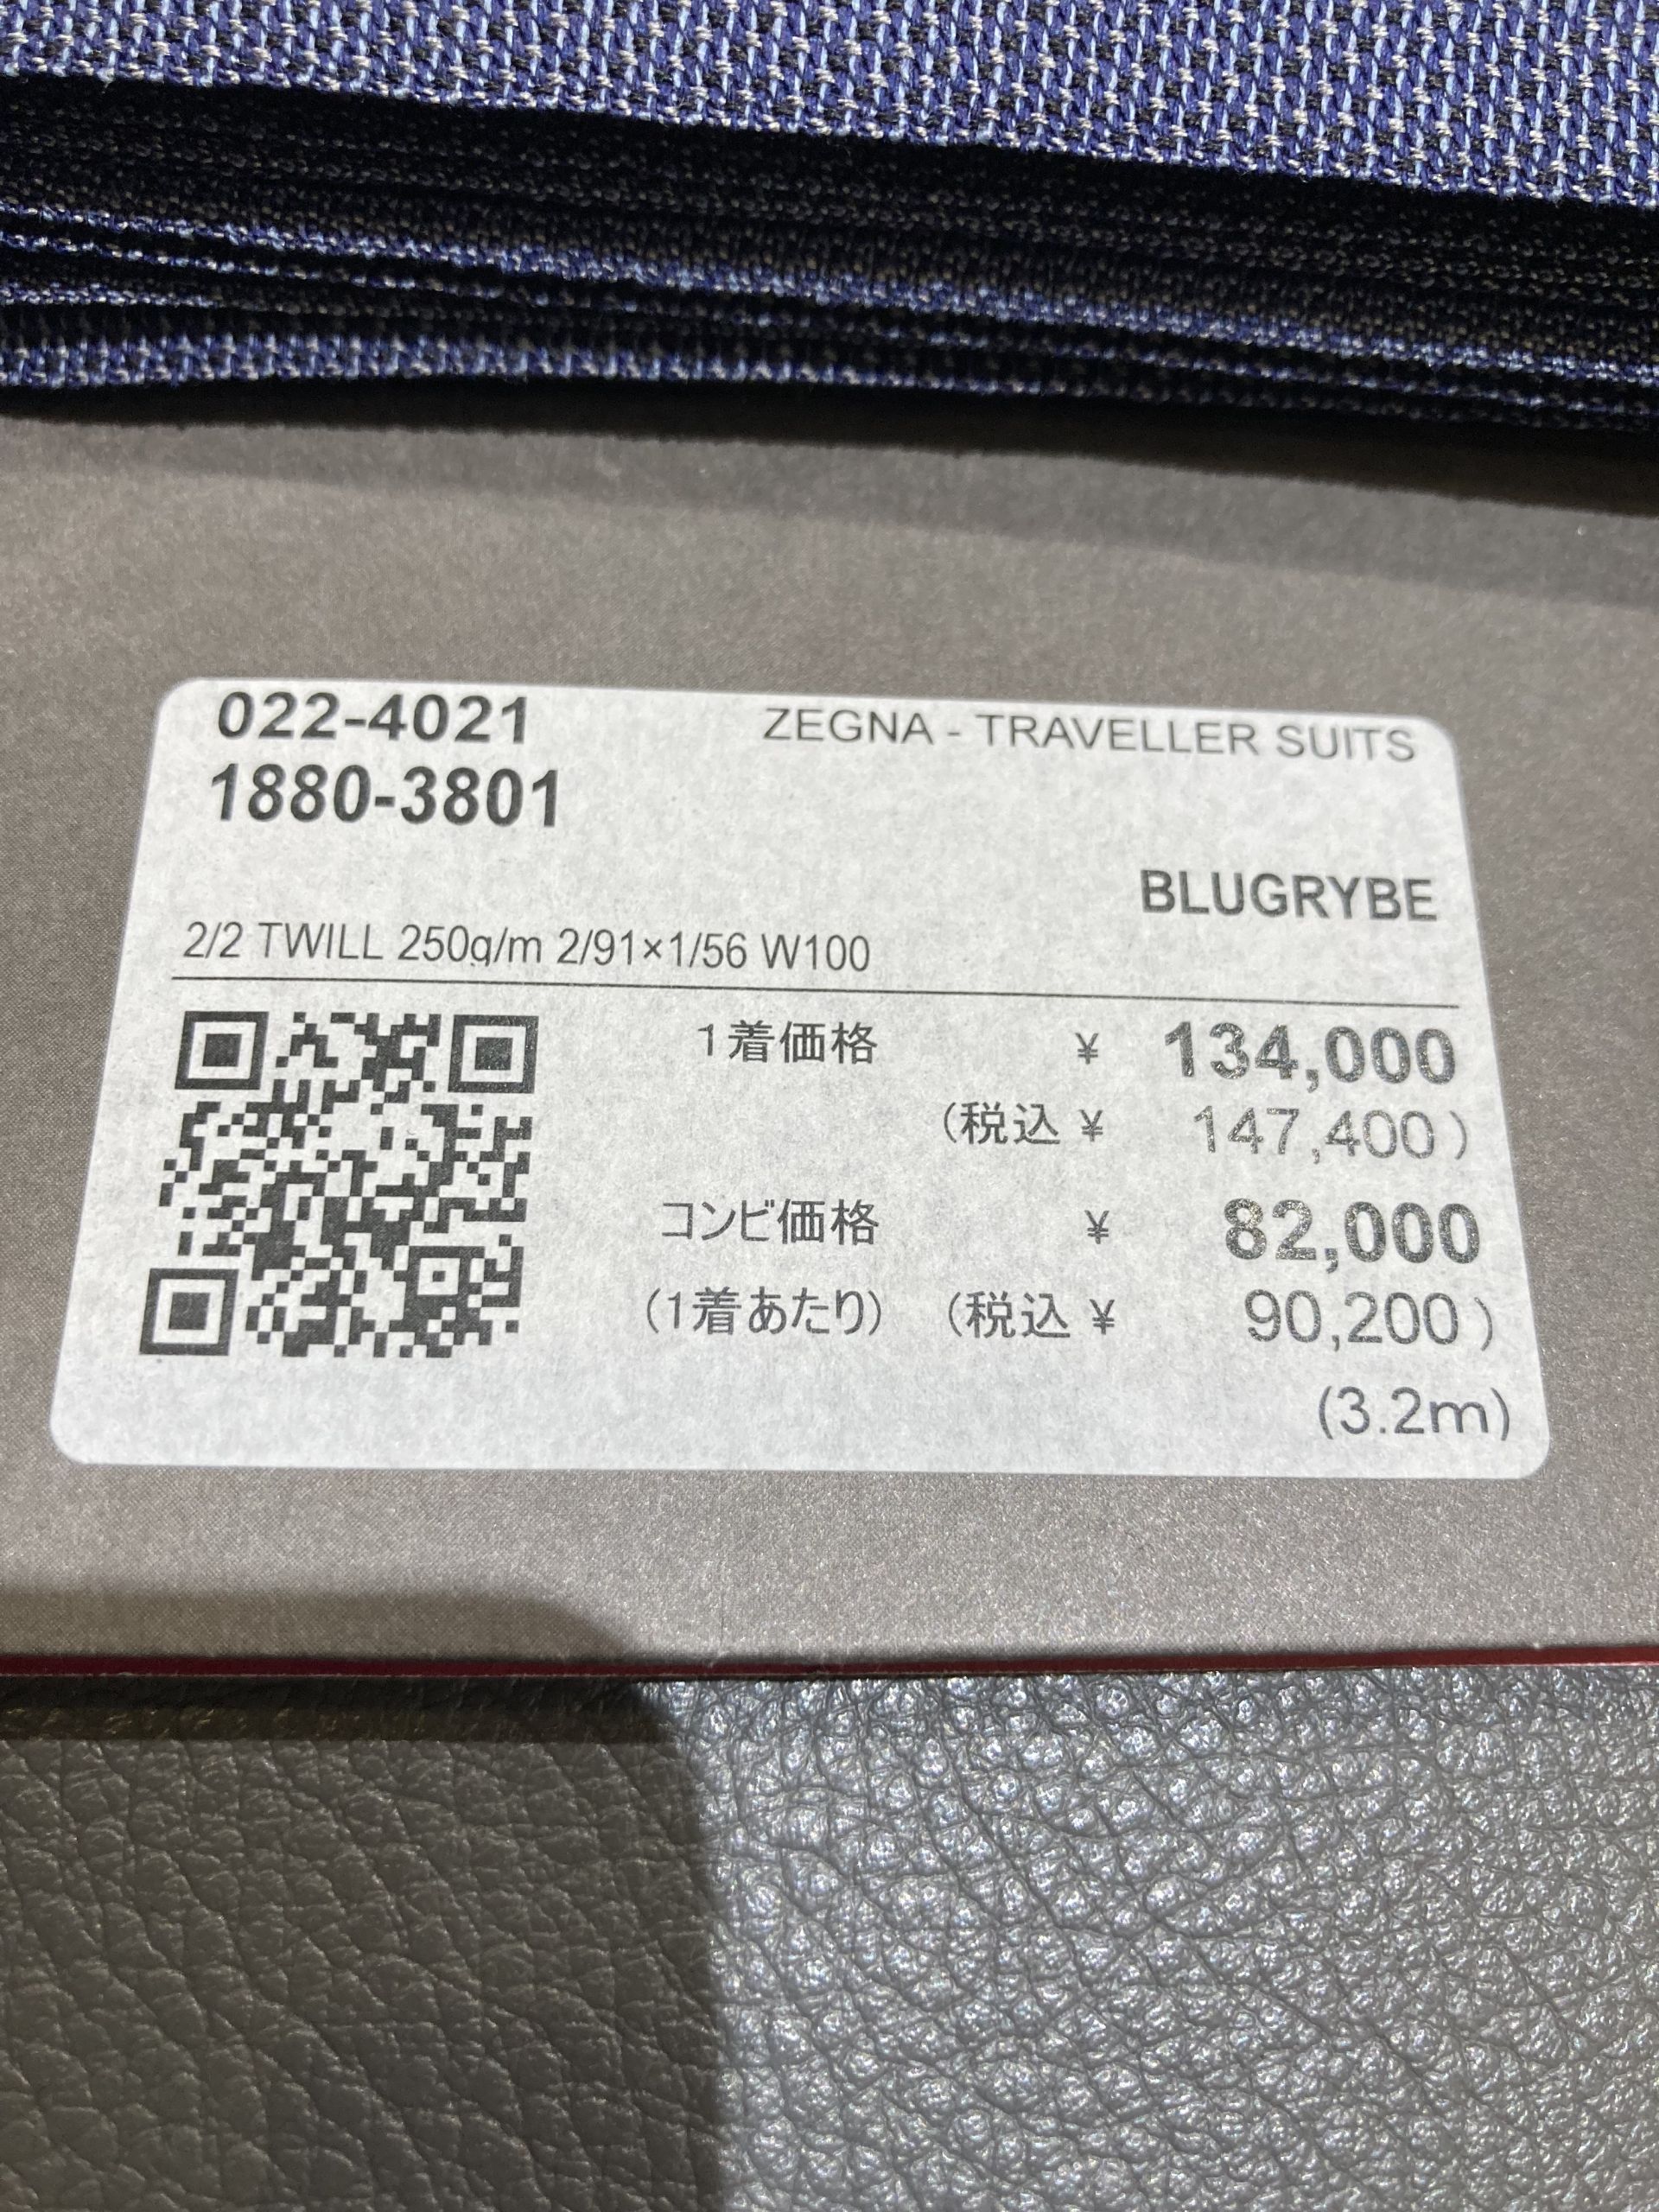 022-4021 ZEGNA - TRAVELLER SUITS
1880-3801
BLUGRYBE
2/2 TWILL 250g/m 2/91×1/56 W100
1着価格 ¥ 134,000
(税込 ¥ 147,400)
コンビ価格 ¥ 82,000
(1着あたり) (税込 ¥ 90,200)
(3.2m)